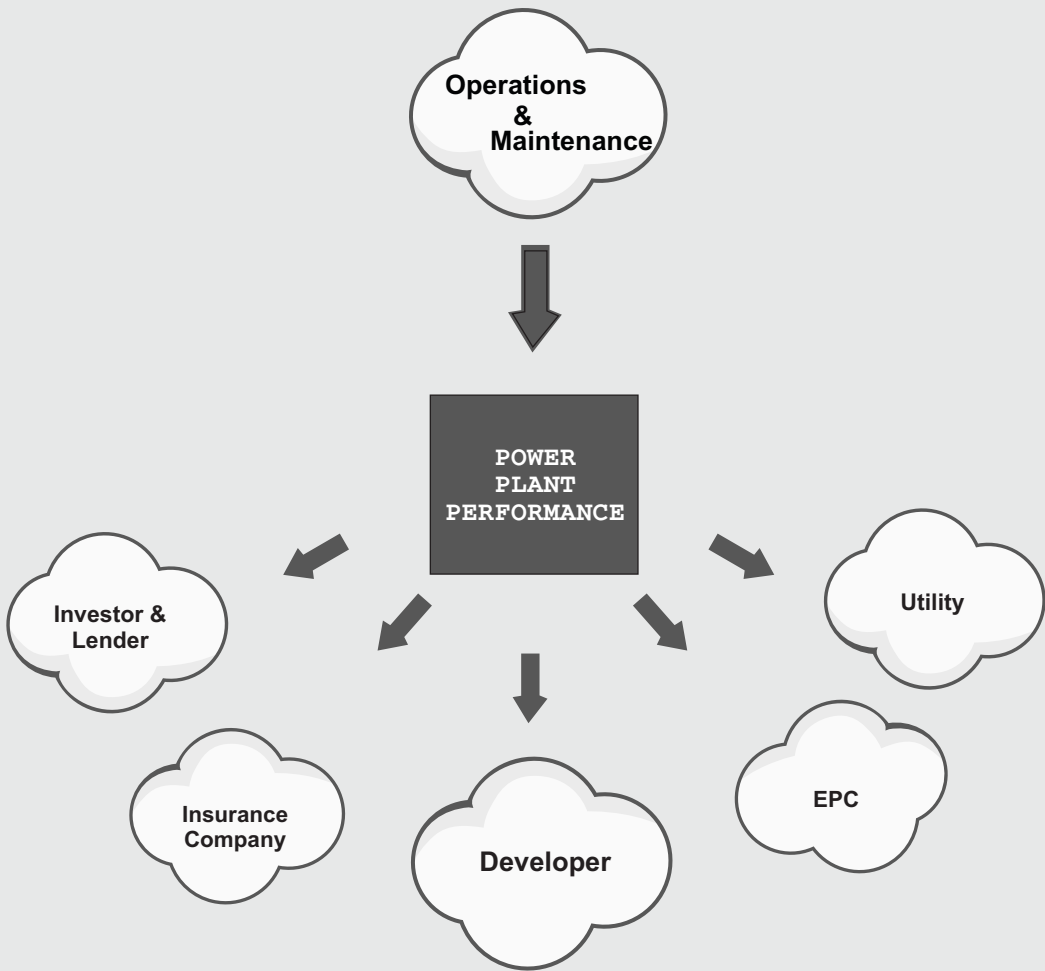 Operations
&
Maintenance
POWER
PLANT
PERFORMANCE
Investor &
Lender
Utility
Insurance
Company
Developer
EPC